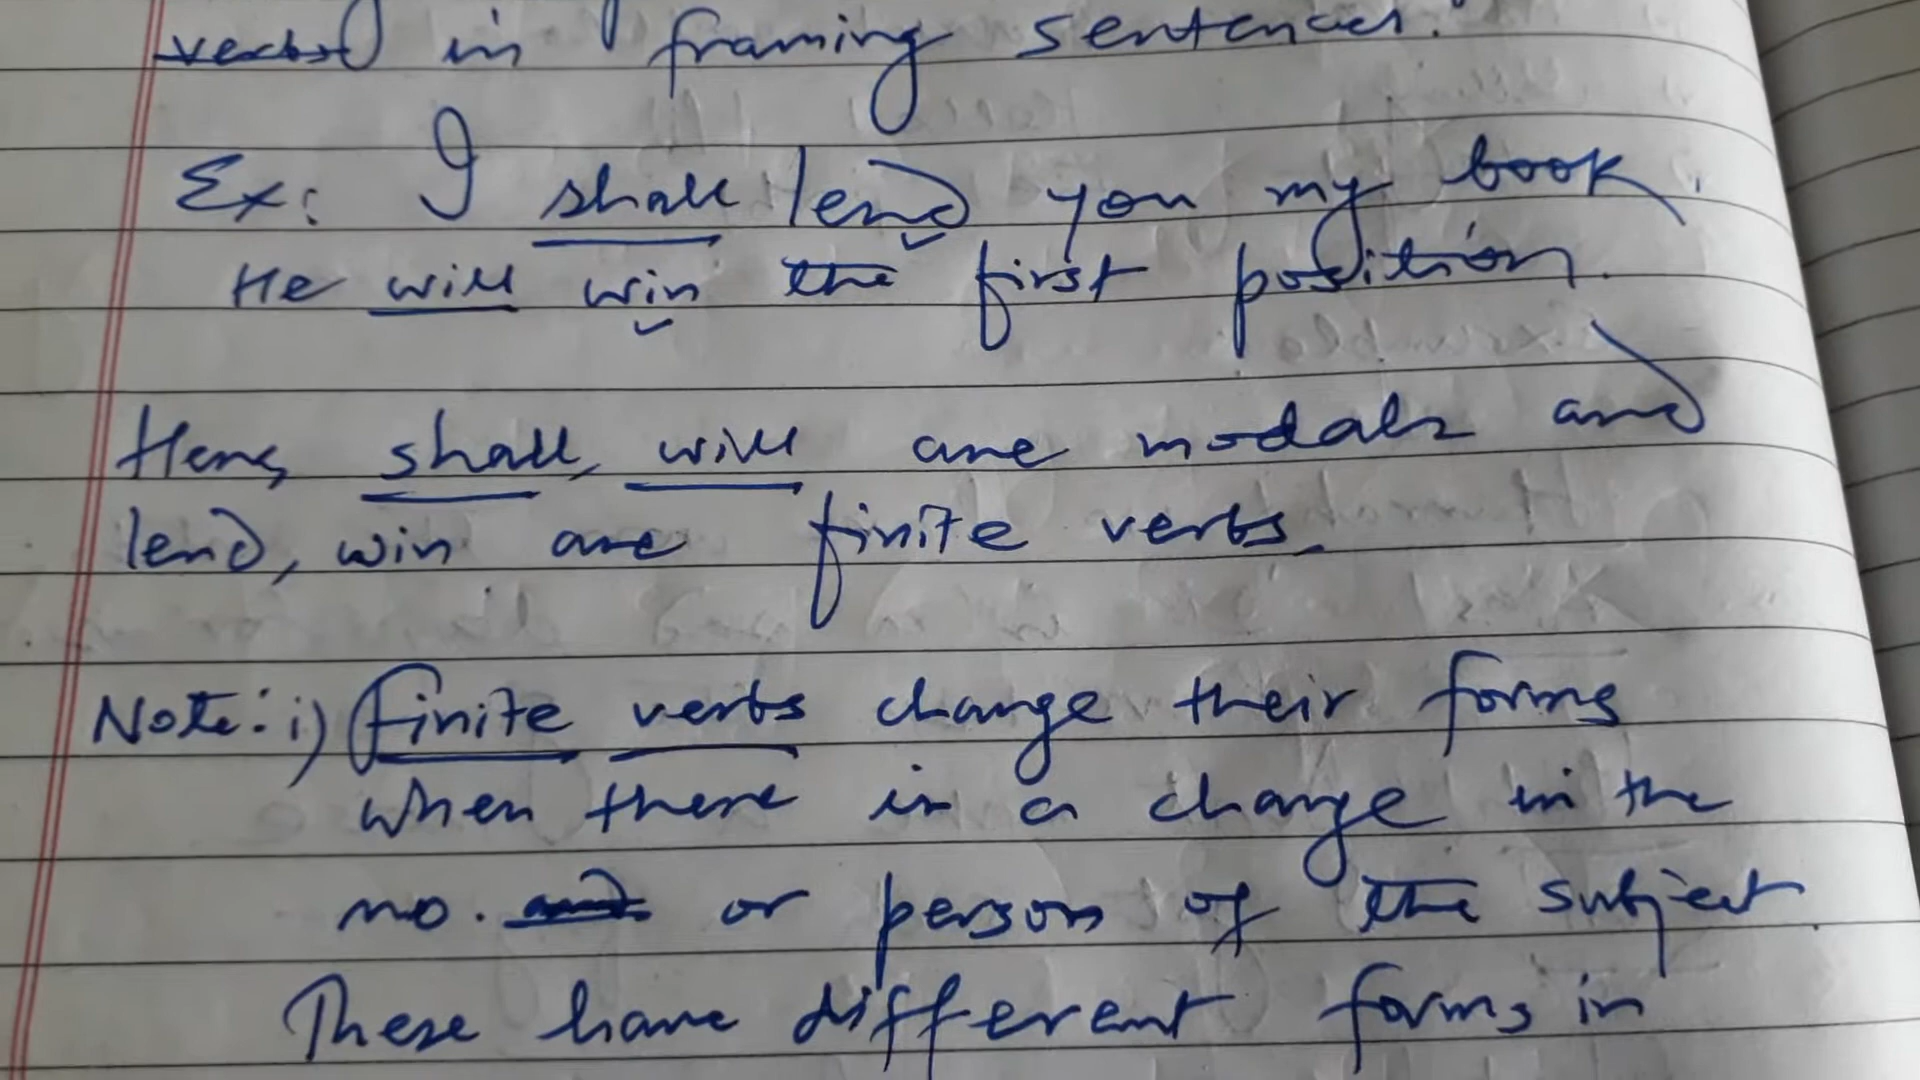 verbs in framing sentences.
Ex: I shall lend you my book.
He will win the first position.
Here, shall, will are modals and
lend, win are finite verbs.
Note: i) Finite verbs change their forms
when there is a change in the
no. or person of the subject
These have different forms in